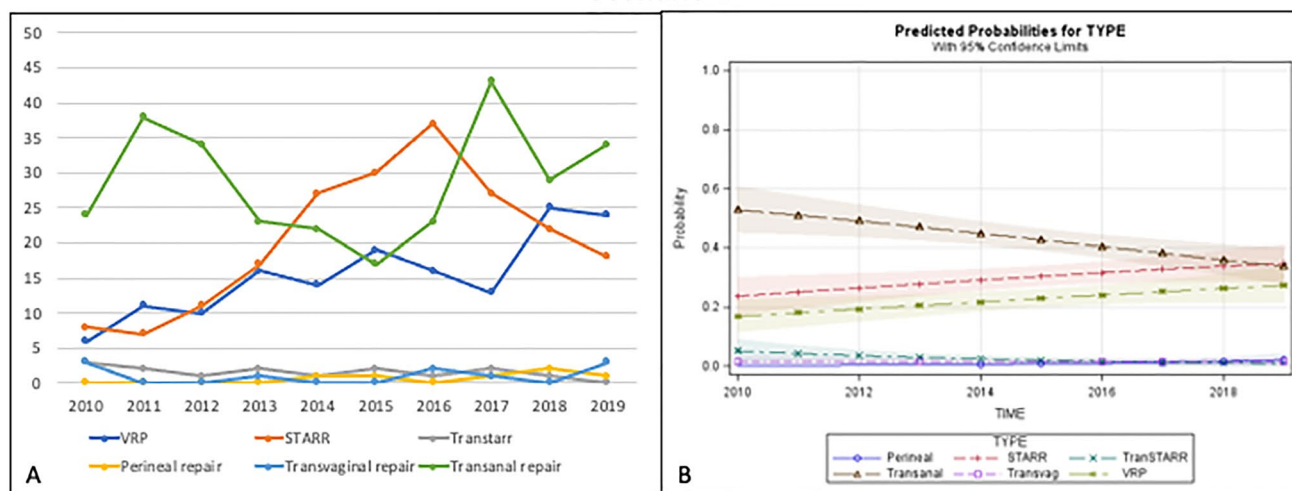 50
45
40
35
30
25
20
15
10
5
0
2010 2011 2012 2013 2014 2015 2016 2017 2018 2019
VRP STARR Transtarr
Perineal repair Transvaginal repair Transanal repair
A
Predicted Probabilities for TYPE
With 95% Confidence Limits
1.0
0.8
0.6
0.4
0.2
0.0
Probability
2010 2012 2014 2016 2018
TIME
TYPE
Perineal STARR TranSTARR
Transanal Transvag VRP
B